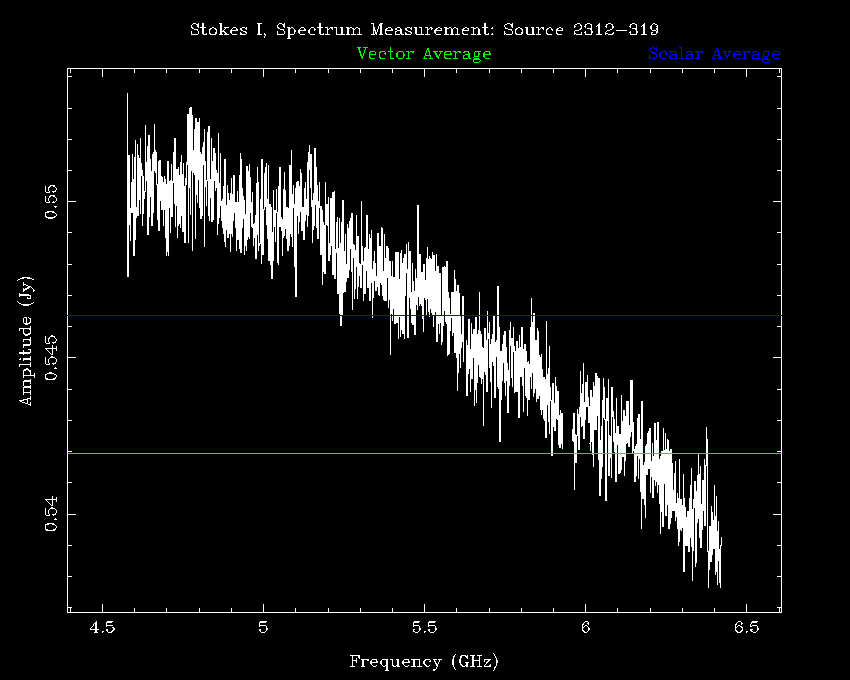 Stokes I, Spectrum Measurement: Source 2312−319
Vector Average Scalar Average
0.55
0.545
0.54
Amplitude (Jy)
4.5 5 5.5 6 6.5
Frequency (GHz)